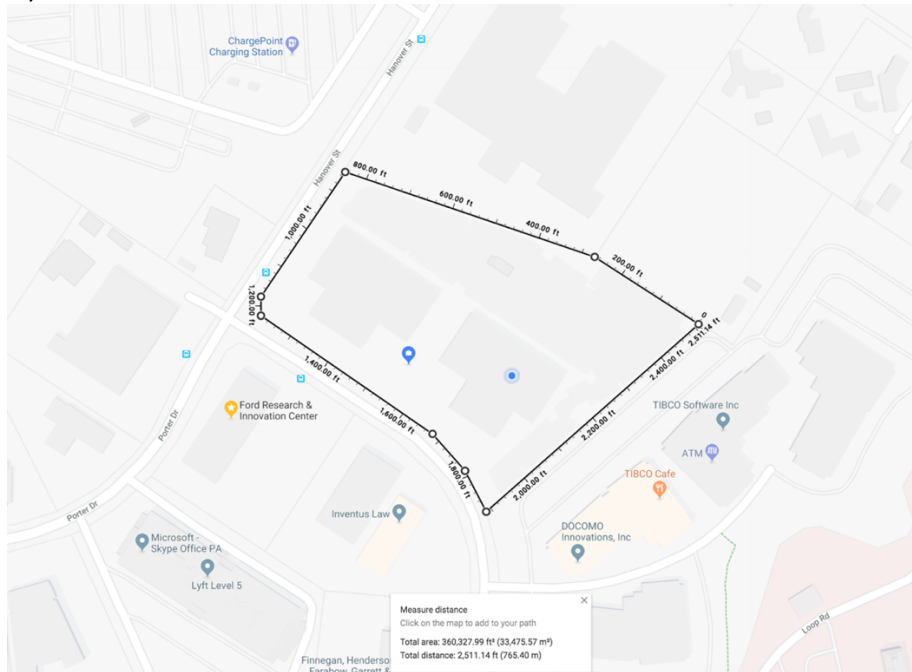 ChargePoint
Charging Station
Hanover St
Hanover St
800.00 ft
600.00 ft
400.00 ft
200.00 ft
0
1,000.00 ft
1,200.00 ft
2,511.14 ft
2,400.00 ft
1,400.00 ft
2,200.00 ft
1,600.00 ft
1,800.00 ft
2,000.00 ft
Ford Research &
Innovation Center
TIBCO Software Inc
ATM
TIBCO Cafe
Porter Dr
Porter Dr
Inventus Law
DOCOMO
Innovations, Inc
Microsoft -
Skype Office PA
Lyft Level 5
Loop Rd
Measure distance
Click on the map to add to your path
Total area: 360,327.99 ft² (33,475.57 m²)
Total distance: 2,511.14 ft (765.40 m)
Finnegan, Henderso